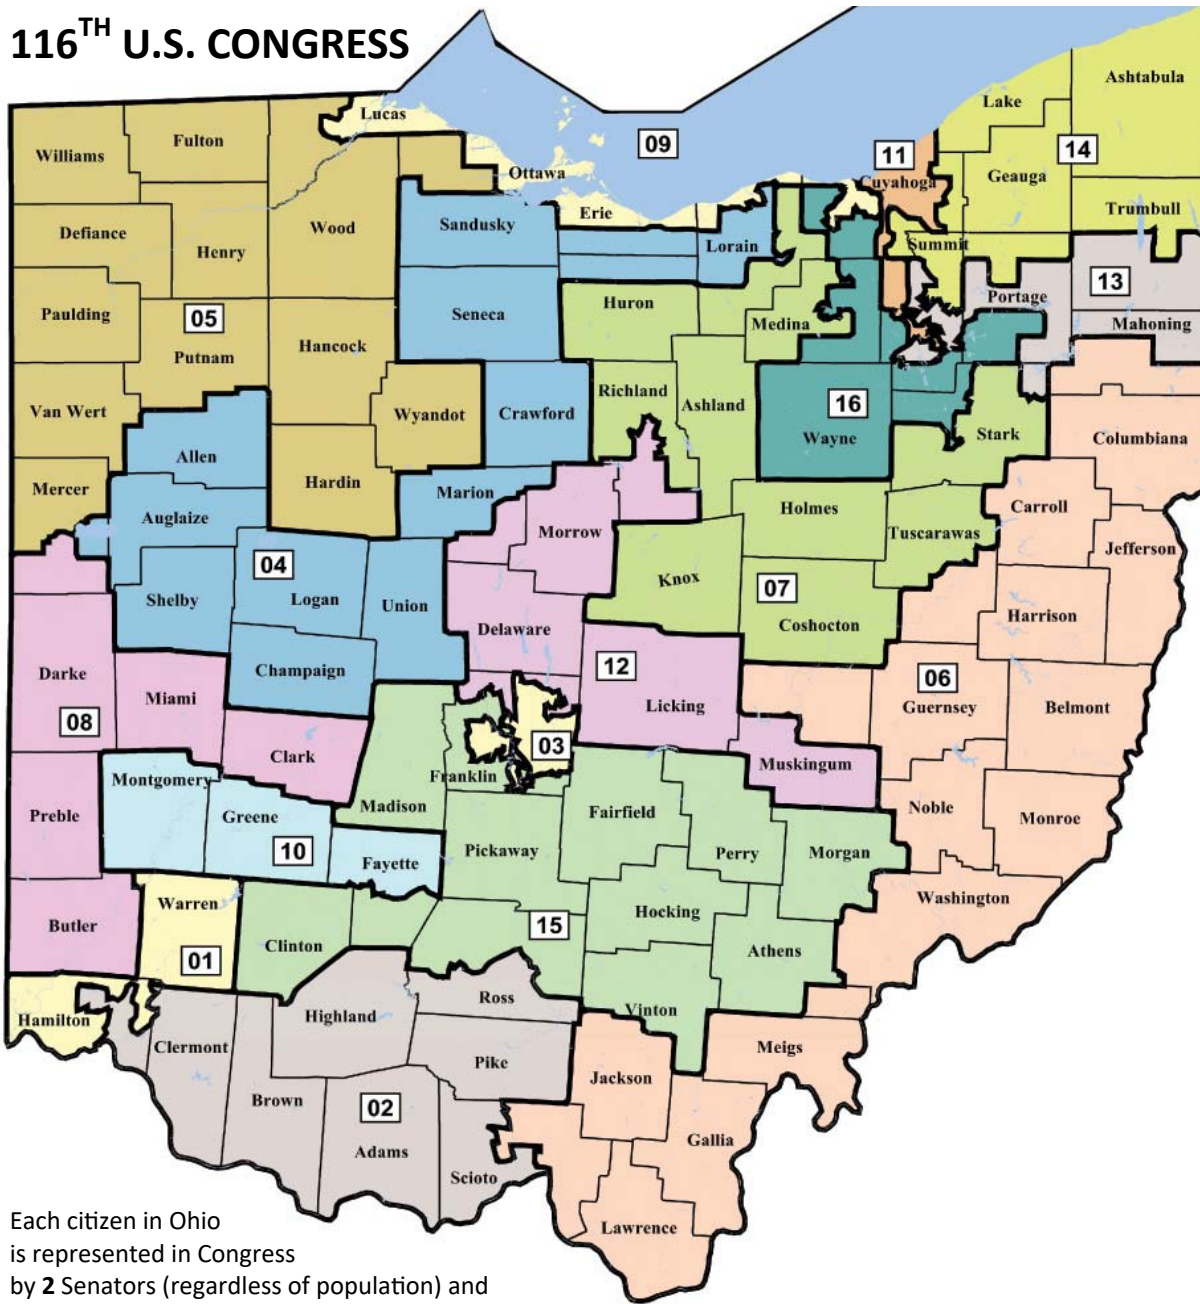 116TH U.S. CONGRESS
Ashtabula
Lake
Lucas
Fulton
09
14
Williams
11
Cuyahoga
Geauga
Ottawa
Trumbull
Erie
Sandusky
Wood
Defiance
Lorain
Summit
Henry
13
Portage
Huron
Paulding
Seneca
05
Medina
Mahoning
Hancock
Putnam
Richland
Ashland
16
Van Wert
Wyandot
Crawford
Wayne
Stark
Columbiana
Allen
Hardin
Mercer
Marion
Carroll
Holmes
Auglaize
Morrow
Tuscarawas
Jefferson
04
Knox
07
Shelby
Logan
Union
Harrison
Delaware
Coshocton
12
Champaign
Darke
06
Miami
Licking
Guernsey
Belmont
08
03
Clark
Muskingum
Montgomery
Franklin
Madison
Noble
Preble
Greene
Fairfield
Monroe
10
Pickaway
Perry
Morgan
Fayette
Warren
Washington
Hocking
Butler
15
Clinton
Athens
01
Ross
Vinton
Hamilton
Highland
Clermont
Meigs
Pike
Jackson
Brown
02
Gallia
Adams
Scioto
Lawrence
Each citizen in Ohio
is represented in Congress
by 2 Senators (regardless of population) and